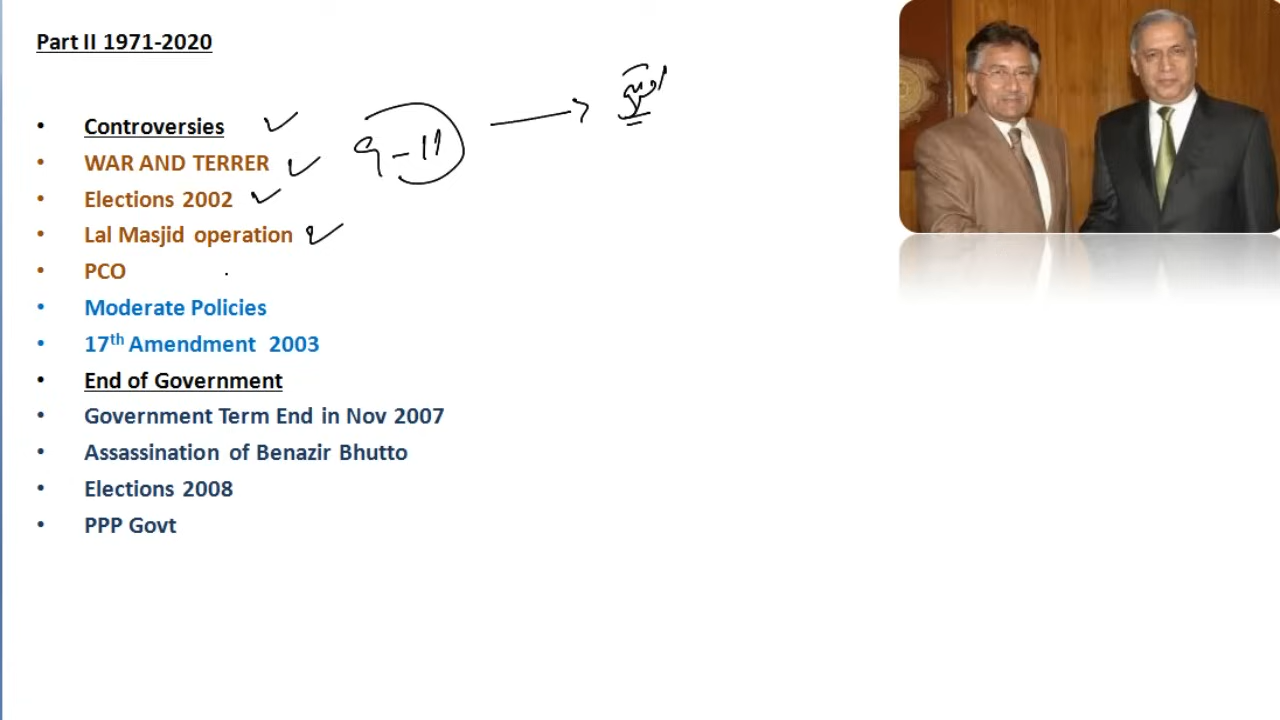 Part II 1971-2020
• Controversies
• WAR AND TERRER
9-11
• Elections 2002
• Lal Masjid operation
• PCO
• Moderate Policies
• 17th Amendment 2003
• End of Government
• Government Term End in Nov 2007
• Assassination of Benazir Bhutto
• Elections 2008
• PPP Govt